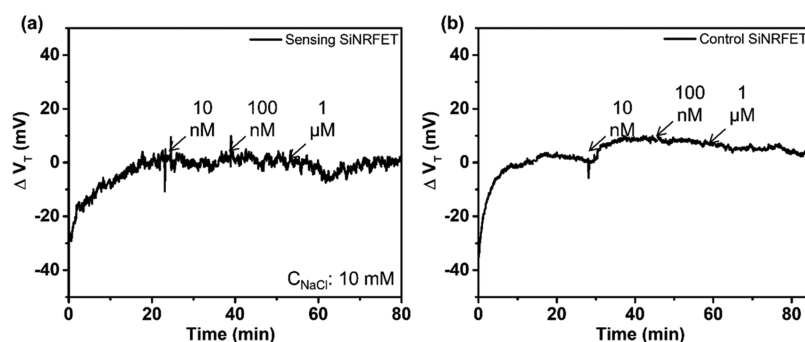 (a)
Sensing SiNRFET
40
20
0
-20
-40
Δ V_T (mV)
10
nM
100
nM
1
µM
C_NaCl: 10 mM
0 20 40 60 80
Time (min)
(b)
Control SiNRFET
40
20
0
-20
-40
Δ V_T (mV)
10
nM
100
nM
1
µM
0 20 40 60 80
Time (min)